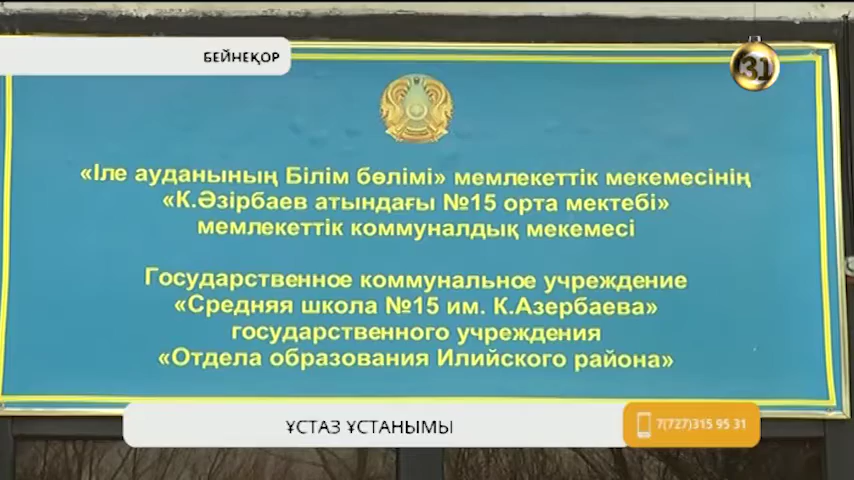 БЕЙНЕҚОР
31
«Іле ауданының Білім бөлімі» мемлекеттік мекемесінің
«К.Әзірбаев атындағы №15 орта мектебі»
мемлекеттік коммуналдық мекемесі
Государственное коммунальное учреждение
«Средняя школа №15 им. К.Азербаева»
государственного учреждения
«Отдела образования Илийского района»
ҰСТАЗ ҰСТАНЫМЫ
7(727)315 95 31